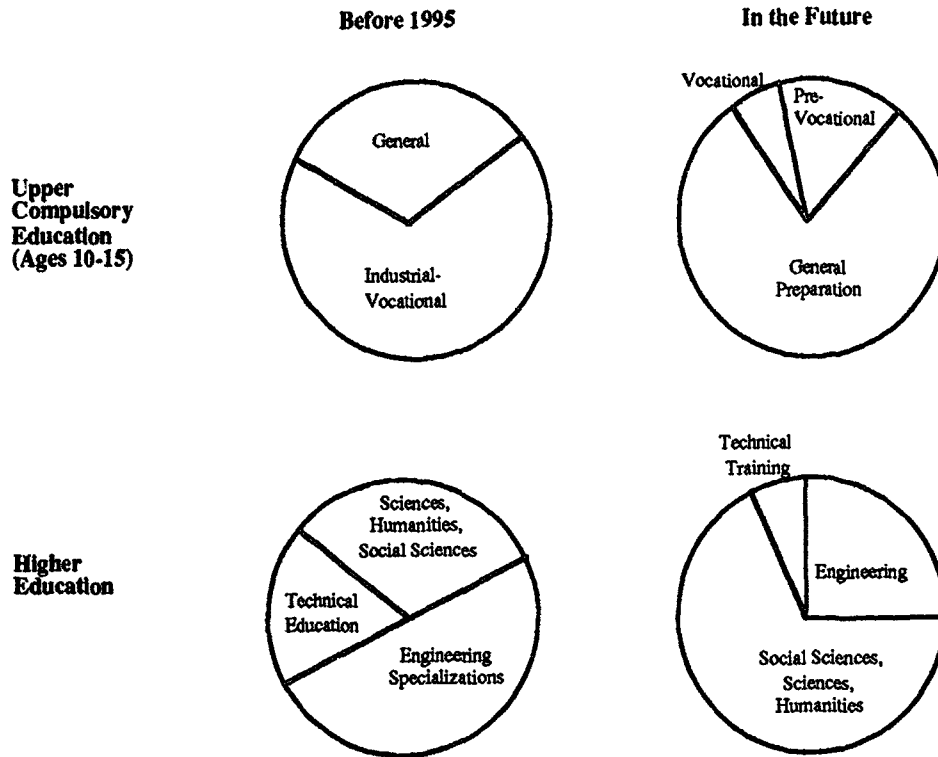 Before 1995
In the Future
Upper
Compulsory
Education
(Ages 10-15)
General
Industrial-
Vocational
Vocational
Pre-
Vocational
General
Preparation
Higher
Education
Sciences,
Humanities,
Social Sciences
Technical
Education
Engineering
Specializations
Technical
Training
Engineering
Social Sciences,
Sciences,
Humanities